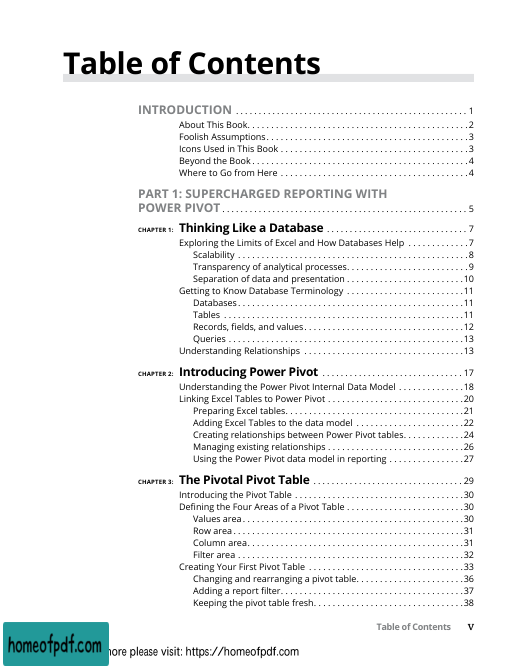 Table of Contents
INTRODUCTION . . . . . . . . . . . . . . . . . . . . . . . . . . . . . . . . . . . . . . . . . . . . 1
About This Book. . . . . . . . . . . . . . . . . . . . . . . . . . . . . . . . . . . . . . . . .2
Foolish Assumptions. . . . . . . . . . . . . . . . . . . . . . . . . . . . . . . . . . . . .3
Icons Used in This Book . . . . . . . . . . . . . . . . . . . . . . . . . . . . . . . . . .3
Beyond the Book . . . . . . . . . . . . . . . . . . . . . . . . . . . . . . . . . . . . . . . .4
Where to Go from Here . . . . . . . . . . . . . . . . . . . . . . . . . . . . . . . . . .4
PART 1: SUPERCHARGED REPORTING WITH
POWER PIVOT . . . . . . . . . . . . . . . . . . . . . . . . . . . . . . . . . . . . . . . . . . . . 5
CHAPTER 1: Thinking Like a Database . . . . . . . . . . . . . . . . . . . . . . . . . 7
Exploring the Limits of Excel and How Databases Help . . . . . . . . . . .7
Scalability . . . . . . . . . . . . . . . . . . . . . . . . . . . . . . . . . . . . . . . . . . .8
Transparency of analytical processes. . . . . . . . . . . . . . . . . . . . . .9
Separation of data and presentation . . . . . . . . . . . . . . . . . . . . .10
Getting to Know Database Terminology . . . . . . . . . . . . . . . . . . . . .11
Databases. . . . . . . . . . . . . . . . . . . . . . . . . . . . . . . . . . . . . . . . . .11
Tables . . . . . . . . . . . . . . . . . . . . . . . . . . . . . . . . . . . . . . . . . . . . .11
Records, fields, and values. . . . . . . . . . . . . . . . . . . . . . . . . . . . .12
Queries . . . . . . . . . . . . . . . . . . . . . . . . . . . . . . . . . . . . . . . . . . . .13
Understanding Relationships . . . . . . . . . . . . . . . . . . . . . . . . . . . . .13
CHAPTER 2: Introducing Power Pivot . . . . . . . . . . . . . . . . . . . . . . . . . 17
Understanding the Power Pivot Internal Data Model . . . . . . . . . . . .18
Linking Excel Tables to Power Pivot . . . . . . . . . . . . . . . . . . . . . . . . .20
Preparing Excel tables. . . . . . . . . . . . . . . . . . . . . . . . . . . . . . . . .21
Adding Excel Tables to the data model . . . . . . . . . . . . . . . . . . .22
Creating relationships between Power Pivot tables. . . . . . . . . . .24
Managing existing relationships . . . . . . . . . . . . . . . . . . . . . . . . .26
Using the Power Pivot data model in reporting . . . . . . . . . . . . .27
CHAPTER 3: The Pivotal Pivot Table . . . . . . . . . . . . . . . . . . . . . . . . . . 29
Introducing the Pivot Table . . . . . . . . . . . . . . . . . . . . . . . . . . . . . . .30
Defining the Four Areas of a Pivot Table . . . . . . . . . . . . . . . . . . . . .30
Values area. . . . . . . . . . . . . . . . . . . . . . . . . . . . . . . . . . . . . . . . .30
Row area. . . . . . . . . . . . . . . . . . . . . . . . . . . . . . . . . . . . . . . . . . .31
Column area. . . . . . . . . . . . . . . . . . . . . . . . . . . . . . . . . . . . . . . .31
Filter area . . . . . . . . . . . . . . . . . . . . . . . . . . . . . . . . . . . . . . . . . .32
Creating Your First Pivot Table . . . . . . . . . . . . . . . . . . . . . . . . . . . .33
Changing and rearranging a pivot table. . . . . . . . . . . . . . . . . . . .36
Adding a report filter. . . . . . . . . . . . . . . . . . . . . . . . . . . . . . . . . .37
Keeping the pivot table fresh. . . . . . . . . . . . . . . . . . . . . . . . . . . .38
Table of Contents V
homeofpdf.com
please visit: https://homeofpdf.com